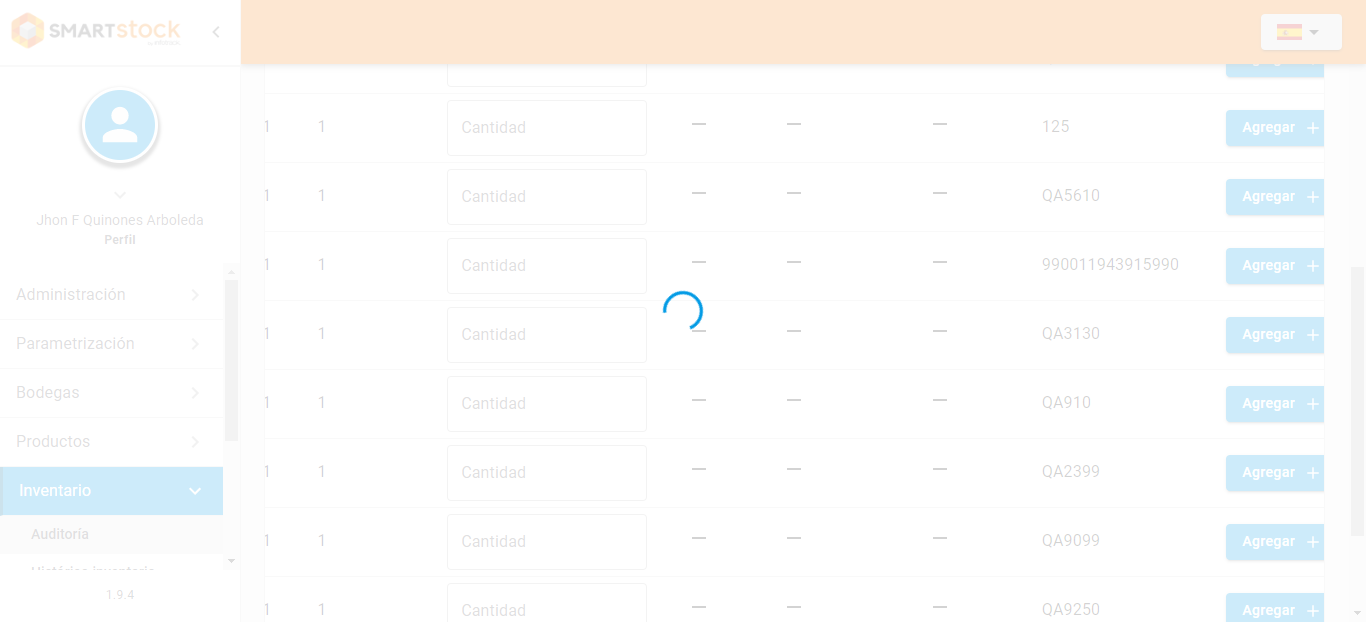 SMARTstock
Jhon F Quinones Arboleda
Perfil
Administración
Parametrización
Bodegas
Productos
Inventario
Auditoría
Histórico inventario
1.9.4
1 1 Cantidad — — — 125 Agregar +
1 1 Cantidad — — — QA5610 Agregar +
1 1 Cantidad — — — 990011943915990 Agregar +
1 1 Cantidad — — — QA3130 Agregar +
1 1 Cantidad — — — QA910 Agregar +
1 1 Cantidad — — — QA2399 Agregar +
1 1 Cantidad — — — QA9099 Agregar +
1 1 Cantidad — — — QA9250 Agregar +